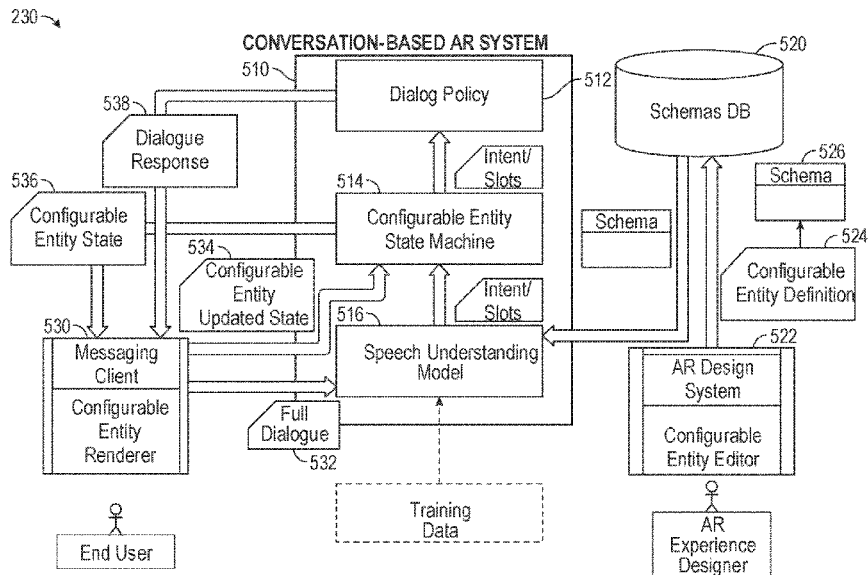 230
CONVERSATION-BASED AR SYSTEM
510
520
538
Dialog Policy
512
Schemas DB
Dialogue
Response
Intent/
Slots
526
Schema
536
514
Configurable
Entity State
Configurable Entity
State Machine
Schema
524
534
Configurable
Entity
Updated State
Configurable
Entity Definition
Intent/
Slots
530
516
522
Messaging
Client
Speech Understanding
Model
AR Design
System
Configurable
Entity
Renderer
Full
Dialogue
Configurable
Entity Editor
532
Training
Data
End User
AR
Experience
Designer